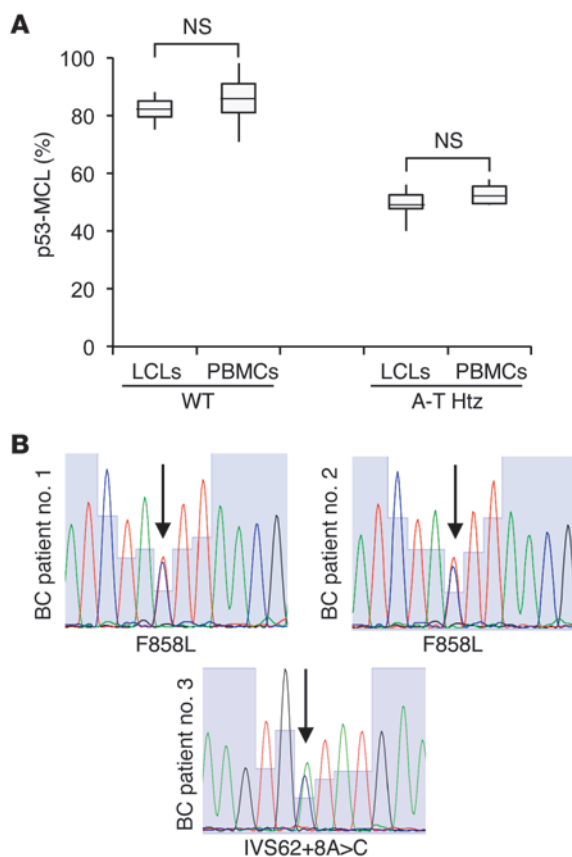 A
NS
NS
p53-MCL (%)
100
80
60
40
20
0
LCLs PBMCs LCLs PBMCs
WT A-T Htz
B
BC patient no. 1
F858L
BC patient no. 2
F858L
BC patient no. 3
IVS62+8A>C